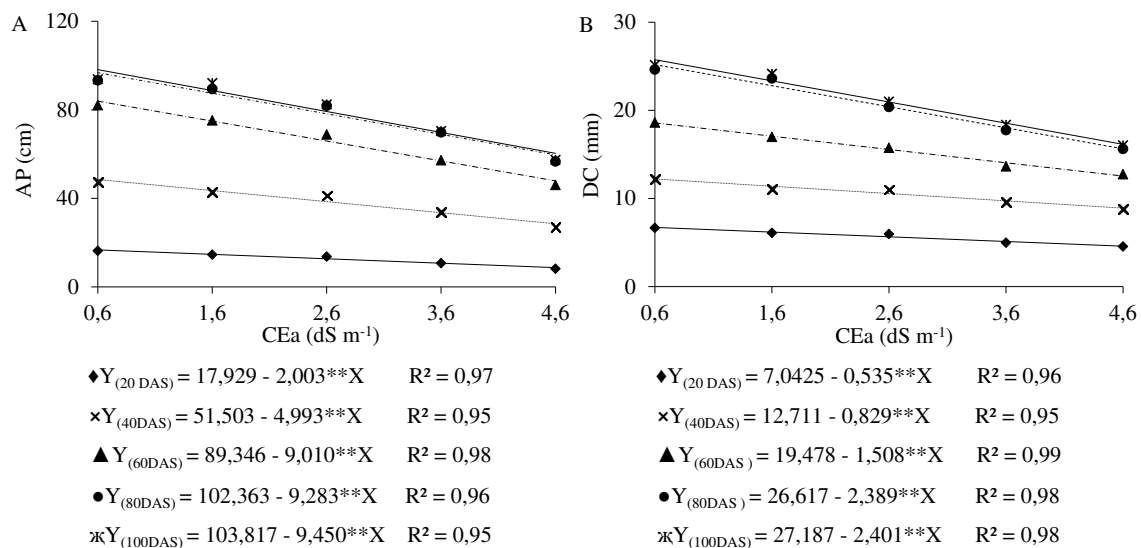 A
120
80
40
0
AP (cm)
0,6 1,6 2,6 3,6 4,6
CEa (dS m⁻¹)
◆Y(20 DAS) = 17,929 - 2,003**X R² = 0,97
×Y(40DAS) = 51,503 - 4,993**X R² = 0,95
▲Y(60DAS) = 89,346 - 9,010**X R² = 0,98
●Y(80DAS) = 102,363 - 9,283**X R² = 0,96
жY(100DAS) = 103,817 - 9,450**X R² = 0,95
B
30
20
10
0
DC (mm)
0,6 1,6 2,6 3,6 4,6
CEa (dS m⁻¹)
◆Y(20 DAS) = 7,0425 - 0,535**X R² = 0,96
×Y(40DAS) = 12,711 - 0,829**X R² = 0,95
▲Y(60DAS ) = 19,478 - 1,508**X R² = 0,99
●Y(80DAS ) = 26,617 - 2,389**X R² = 0,98
жY(100DAS) = 27,187 - 2,401**X R² = 0,98